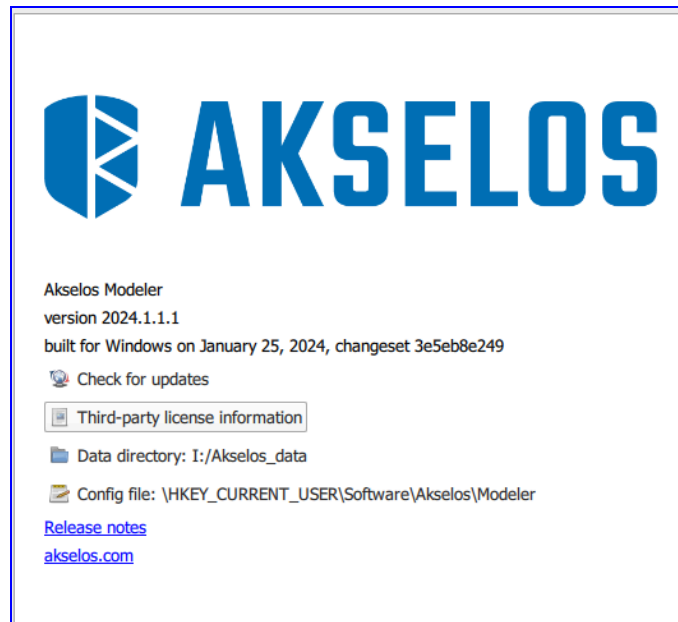 AKSELOS
Akselos Modeler
version 2024.1.1.1
built for Windows on January 25, 2024, changeset 3e5eb8e249
Check for updates
Third-party license information
Data directory: I:/Akselos_data
Config file: \HKEY_CURRENT_USER\Software\Akselos\Modeler
Release notes
akselos.com